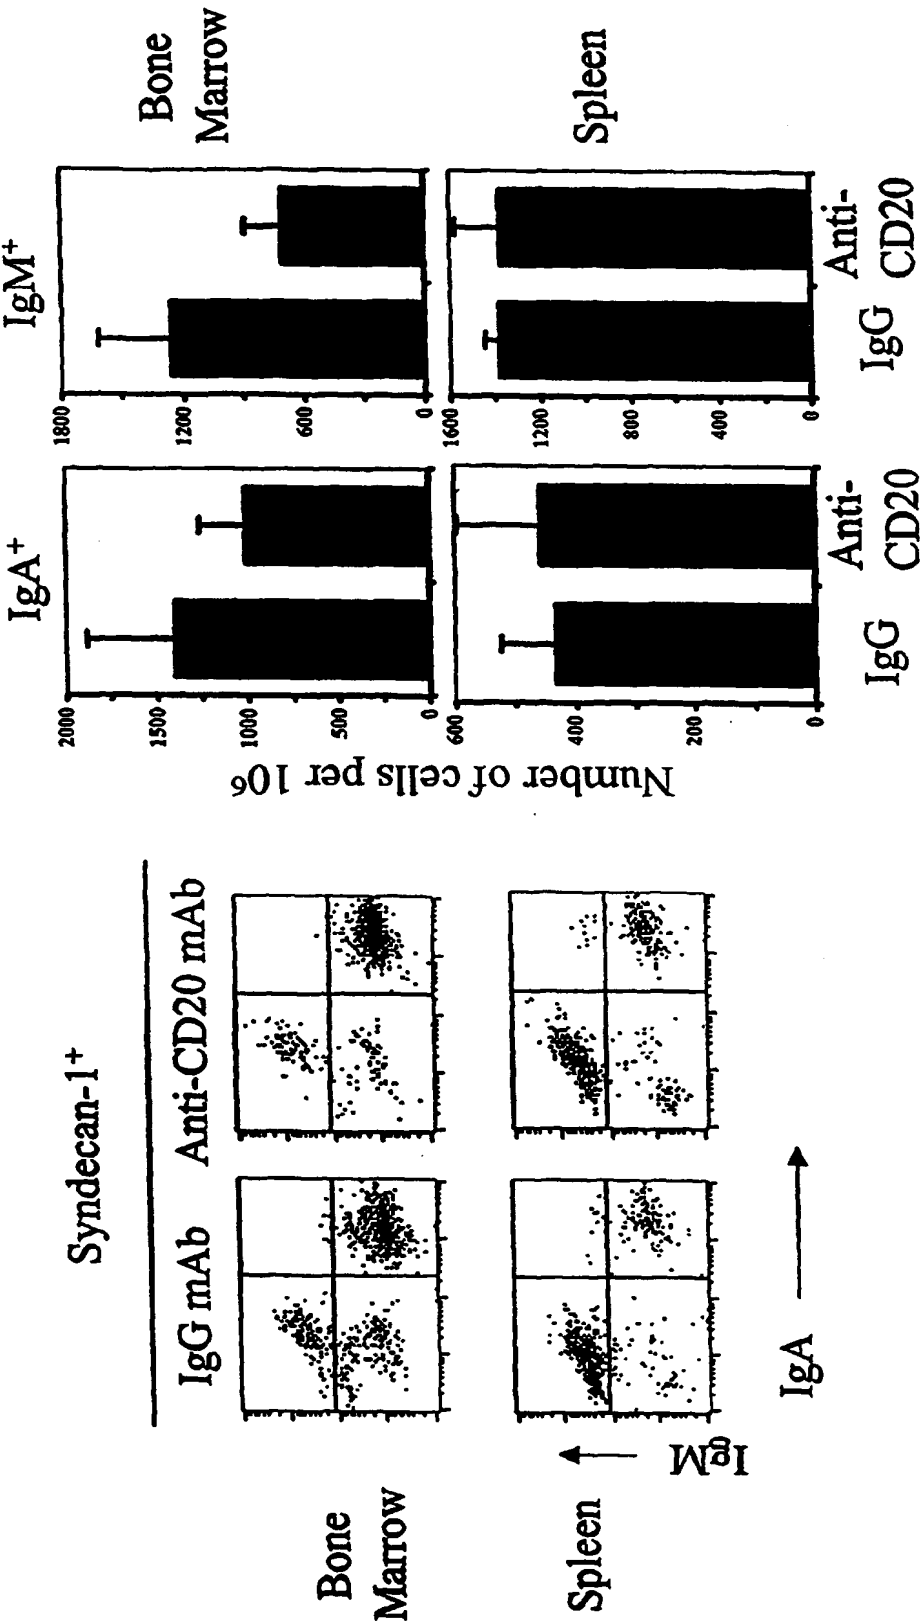 Syndecan-1+
IgG mAb
Anti-CD20 mAb
Bone
Marrow
Spleen
IgM
IgA
IgA+
IgM+
Number of cells per 10⁶
2000
1500
1000
500
0
1800
1200
600
0
Bone
Marrow
600
400
200
0
1600
1200
800
400
0
Spleen
IgG
Anti-
CD20
IgG
Anti-
CD20